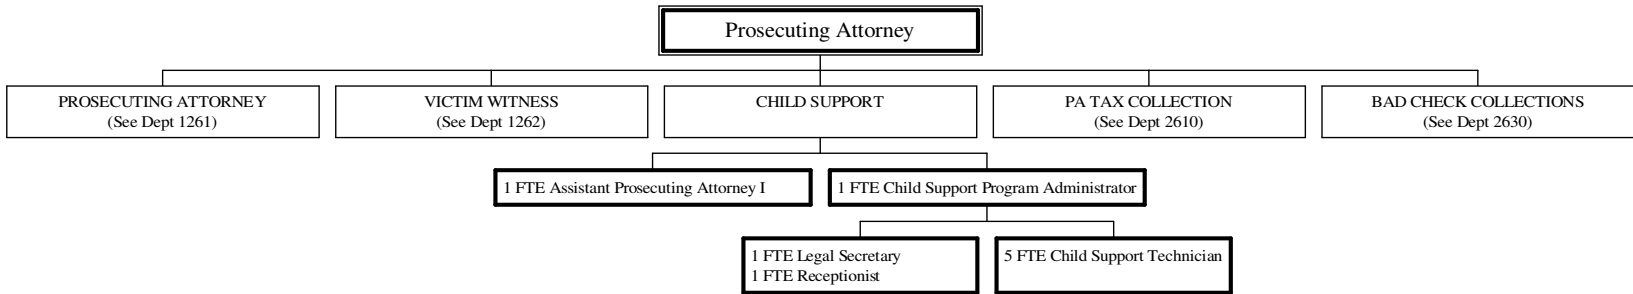 Prosecuting Attorney
PROSECUTING ATTORNEY
(See Dept 1261)
VICTIM WITNESS
(See Dept 1262)
CHILD SUPPORT
PA TAX COLLECTION
(See Dept 2610)
BAD CHECK COLLECTIONS
(See Dept 2630)
1 FTE Assistant Prosecuting Attorney I
1 FTE Child Support Program Administrator
1 FTE Legal Secretary
1 FTE Receptionist
5 FTE Child Support Technician